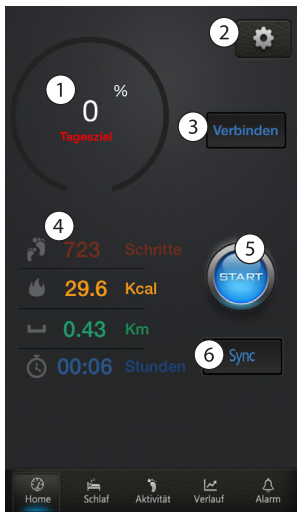 2
1
%
0
Tagesziel
3 Verbinden
4
723 Schritte
5
START
29.6 Kcal
0.43 Km
6 Sync
00:06 Stunden
Home Schlaf Aktivität Verlauf Alarm